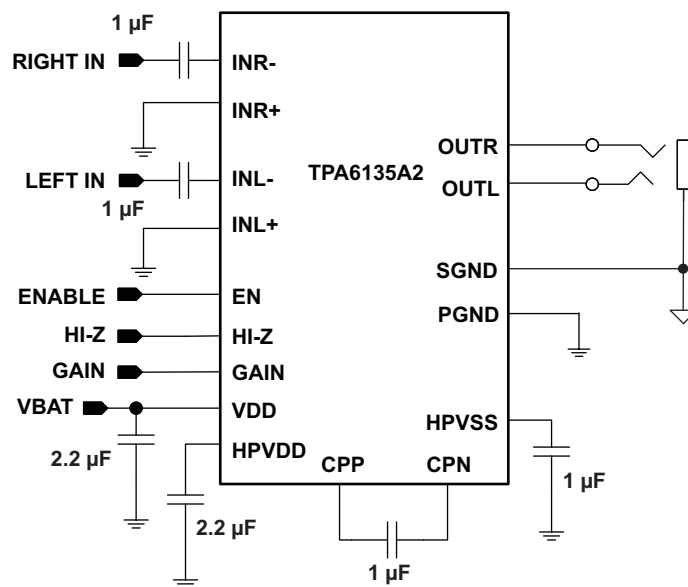 1 µF
RIGHT IN
INR-
INR+
LEFT IN
1 µF
INL-
INL+
TPA6135A2
OUTR
OUTL
SGND
PGND
ENABLE
EN
HI-Z
HI-Z
GAIN
GAIN
VBAT
VDD
HPVSS
2.2 µF
HPVDD
CPP
CPN
1 µF
2.2 µF
1 µF